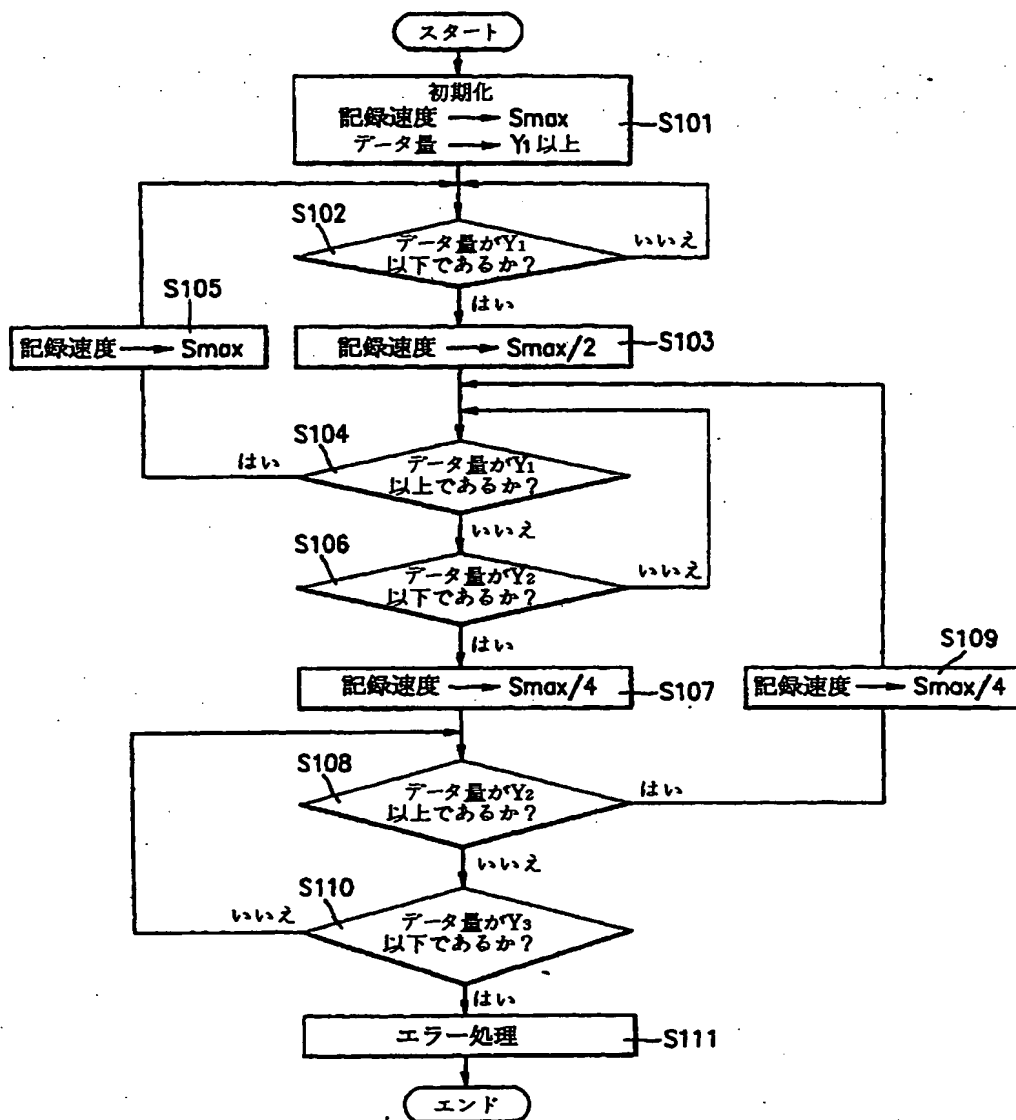 スタート
初期化
記録速度 → Smax
データ量 → Y1以上
S101
S102
データ量がY1
以下であるか?
いいえ
はい
S105
記録速度 → Smax
記録速度 → Smax/2
S103
S104
はい
データ量がY1
以上であるか?
いいえ
S106
データ量がY2
以下であるか?
いいえ
はい
記録速度 → Smax/4
S107
S109
記録速度 → Smax/4
S108
データ量がY2
以上であるか?
はい
いいえ
S110
いいえ
データ量がY3
以下であるか?
はい
エラー処理
S111
エンド